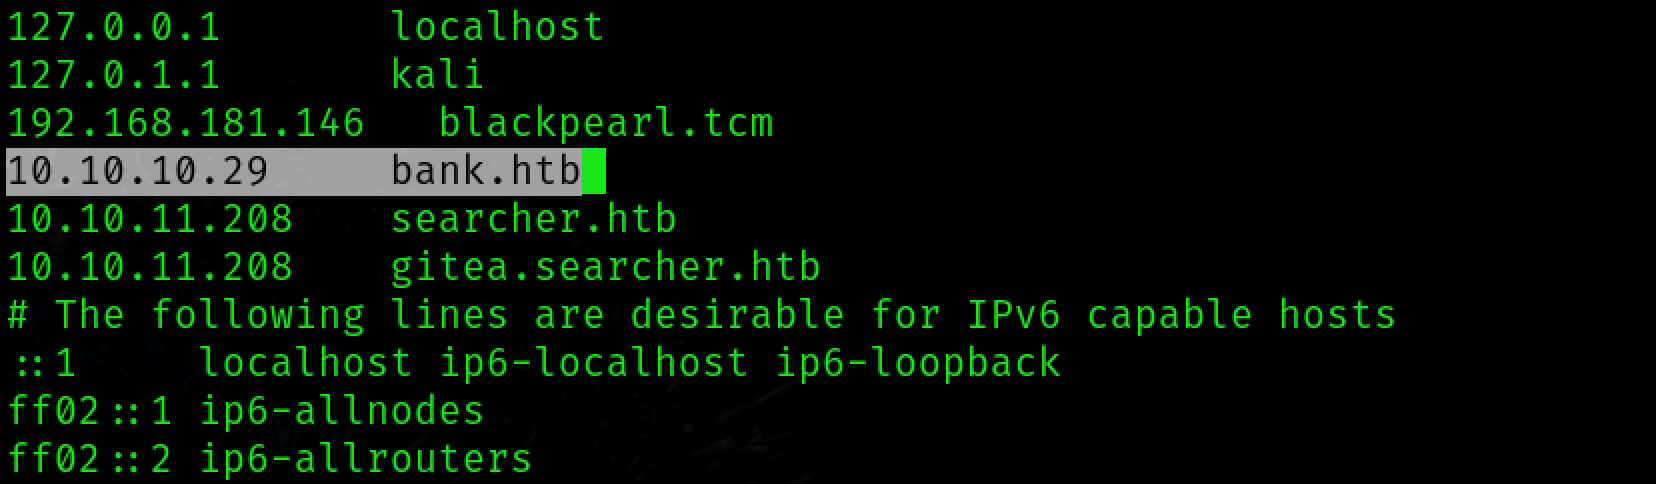 127.0.0.1       localhost
127.0.1.1       kali
192.168.181.146   blackpearl.tcm
10.10.10.29     bank.htb
10.10.11.208    searcher.htb
10.10.11.208    gitea.searcher.htb
# The following lines are desirable for IPv6 capable hosts
::1     localhost ip6-localhost ip6-loopback
ff02::1 ip6-allnodes
ff02::2 ip6-allrouters